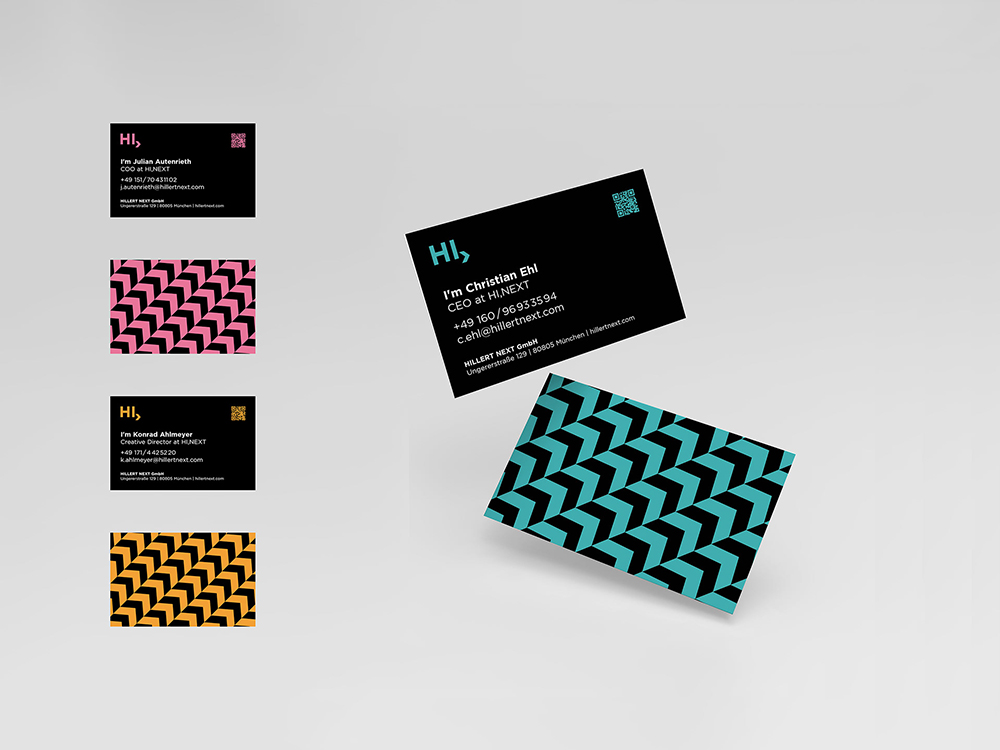 HI,
I'm Julian Autenrieth
COO at HI,NEXT
+49 151/70431102
j.autenrieth@hillertnext.com
HILLERT NEXT GmbH
Ungererstraße 129 | 80805 München | hillertnext.com
HI,
I'm Konrad Ahlmeyer
Creative Director at HI,NEXT
+49 171/4425220
k.ahlmeyer@hillertnext.com
HILLERT NEXT GmbH
Ungererstraße 129 | 80805 München | hillertnext.com
HI,
I'm Christian Ehl
CEO at HI,NEXT
+49 160/96933594
c.ehl@hillertnext.com
HILLERT NEXT GmbH
Ungererstraße 129 | 80805 München | hillertnext.com